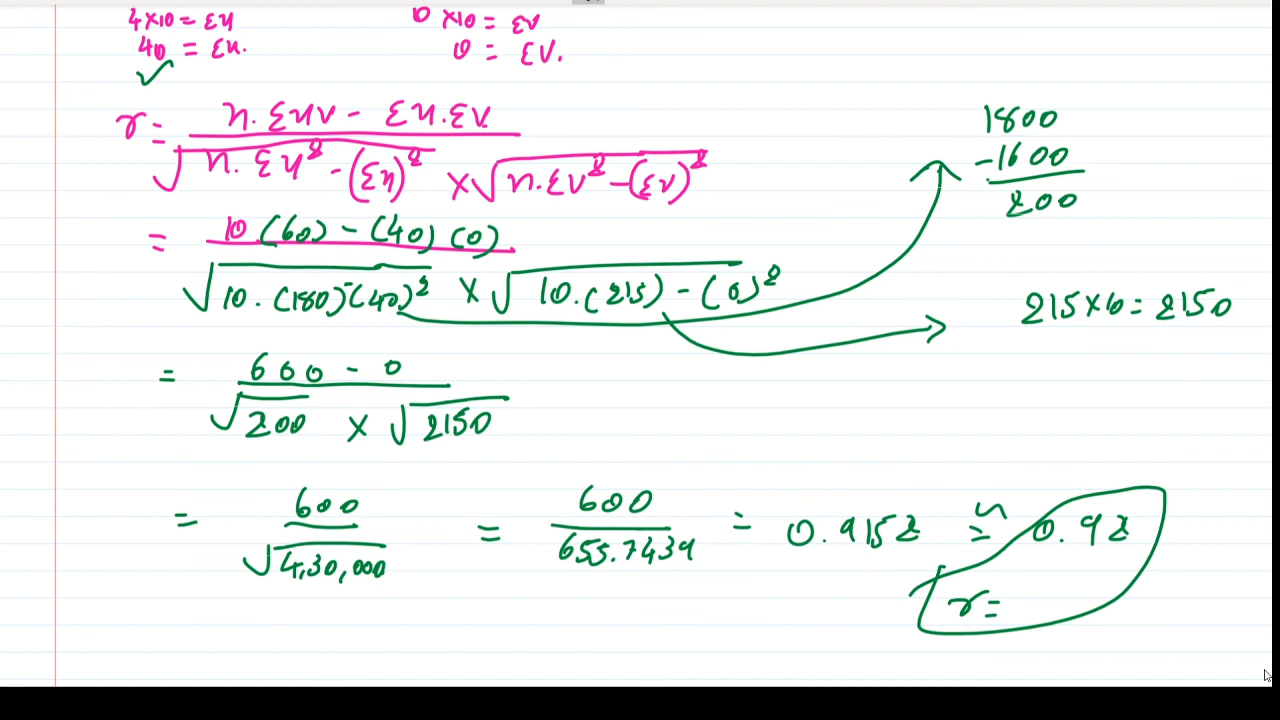 4×10 = Σu
0 ×10 = Σv
40 = Σu.
0 = Σv.
r = n.Σuv - Σu.Σv
√n.Σu² - (Σu)² × √n.Σv² - (Σv)²
1800
-1600
200
= 10.(60) - (40)(0)
√10.(180) - (40)² × √10.(215) - (0)²
215×10 = 2150
= 600 - 0
√200 × √2150
= 600 / √4,30,000 = 600 / 655.7439 = 0.9152 ≃ 0.92
r =